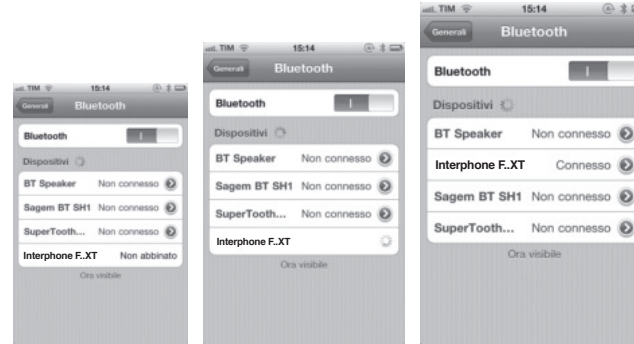 TIM 15:14
Generali Bluetooth
Bluetooth
Dispositivi
BT Speaker Non connesso
Sagem BT SH1 Non connesso
SuperTooth... Non connesso
Interphone F..XT Non abbinato
Ora visibile
TIM 15:14
Generali Bluetooth
Bluetooth
Dispositivi
BT Speaker Non connesso
Sagem BT SH1 Non connesso
SuperTooth... Non connesso
Interphone F..XT
Ora visibile
TIM 15:14
Generali Bluetooth
Bluetooth
Dispositivi
BT Speaker Non connesso
Interphone F..XT Connesso
Sagem BT SH1 Non connesso
SuperTooth... Non connesso
Ora visibile